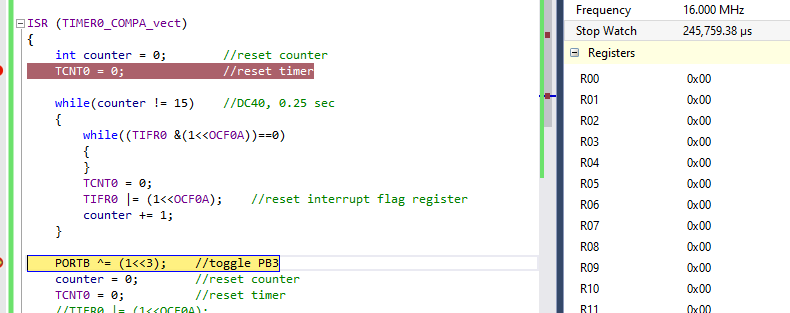 ISR (TIMER0_COMPA_vect)
{
int counter = 0; //reset counter
TCNT0 = 0; //reset timer
while(counter != 15) //DC40, 0.25 sec
{
while((TIFR0 &(1<<OCF0A))==0)
{
}
TCNT0 = 0;
TIFR0 |= (1<<OCF0A); //reset interrupt flag register
counter += 1;
}
PORTB ^= (1<<3); //toggle PB3
counter = 0; //reset counter
TCNT0 = 0; //reset timer
//TIFR0 |= (1<<OCF0A);
Frequency 16.000 MHz
Stop Watch 245,759.38 µs
Registers
R00 0x00
R01 0x00
R02 0x00
R03 0x00
R04 0x00
R05 0x00
R06 0x00
R07 0x00
R08 0x00
R09 0x00
R10 0x00
R11 0x00